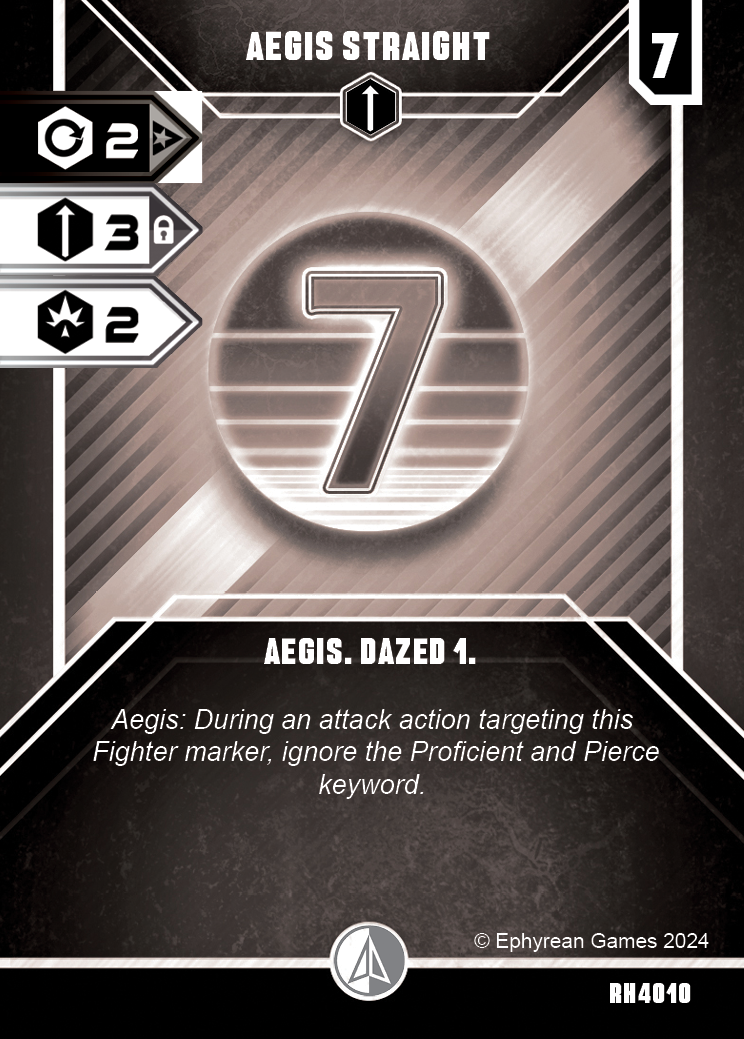 AEGIS STRAIGHT
7
2
3
2
7
AEGIS. DAZED 1.
Aegis: During an attack action targeting this
Fighter marker, ignore the Proficient and Pierce
keyword.
© Ephyrean Games 2024
RH4010